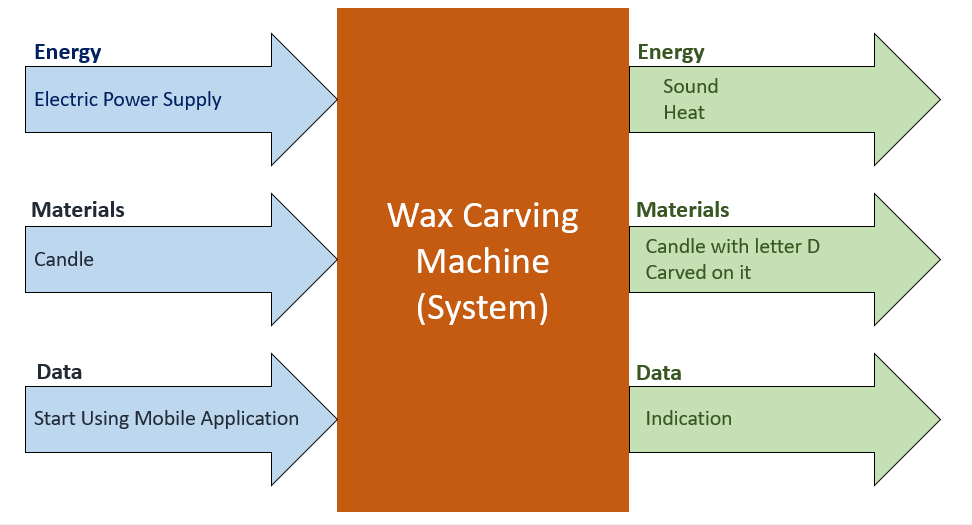 Energy
Electric Power Supply
Materials
Candle
Data
Start Using Mobile Application
Wax Carving
Machine
(System)
Energy
Sound
Heat
Materials
Candle with letter D
Carved on it
Data
Indication